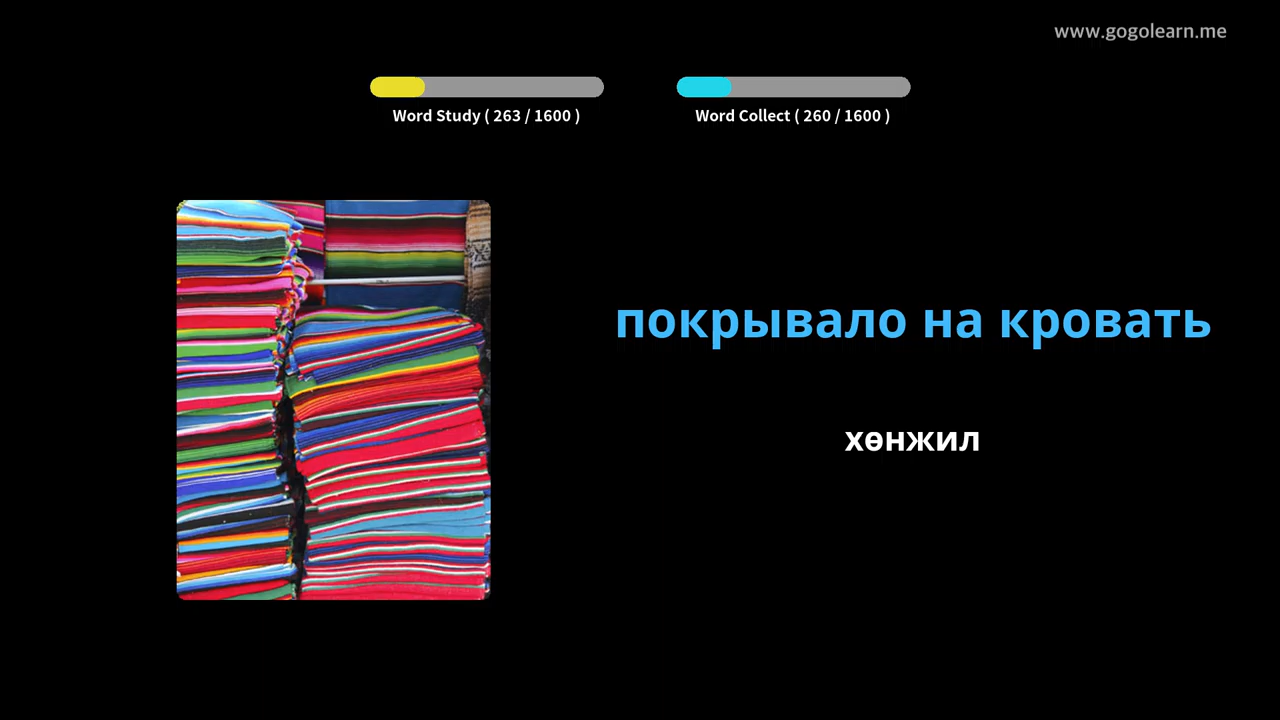 www.gogolearn.me
Word Study ( 263 / 1600 )
Word Collect ( 260 / 1600 )
покрывало на кровать
хөнжил